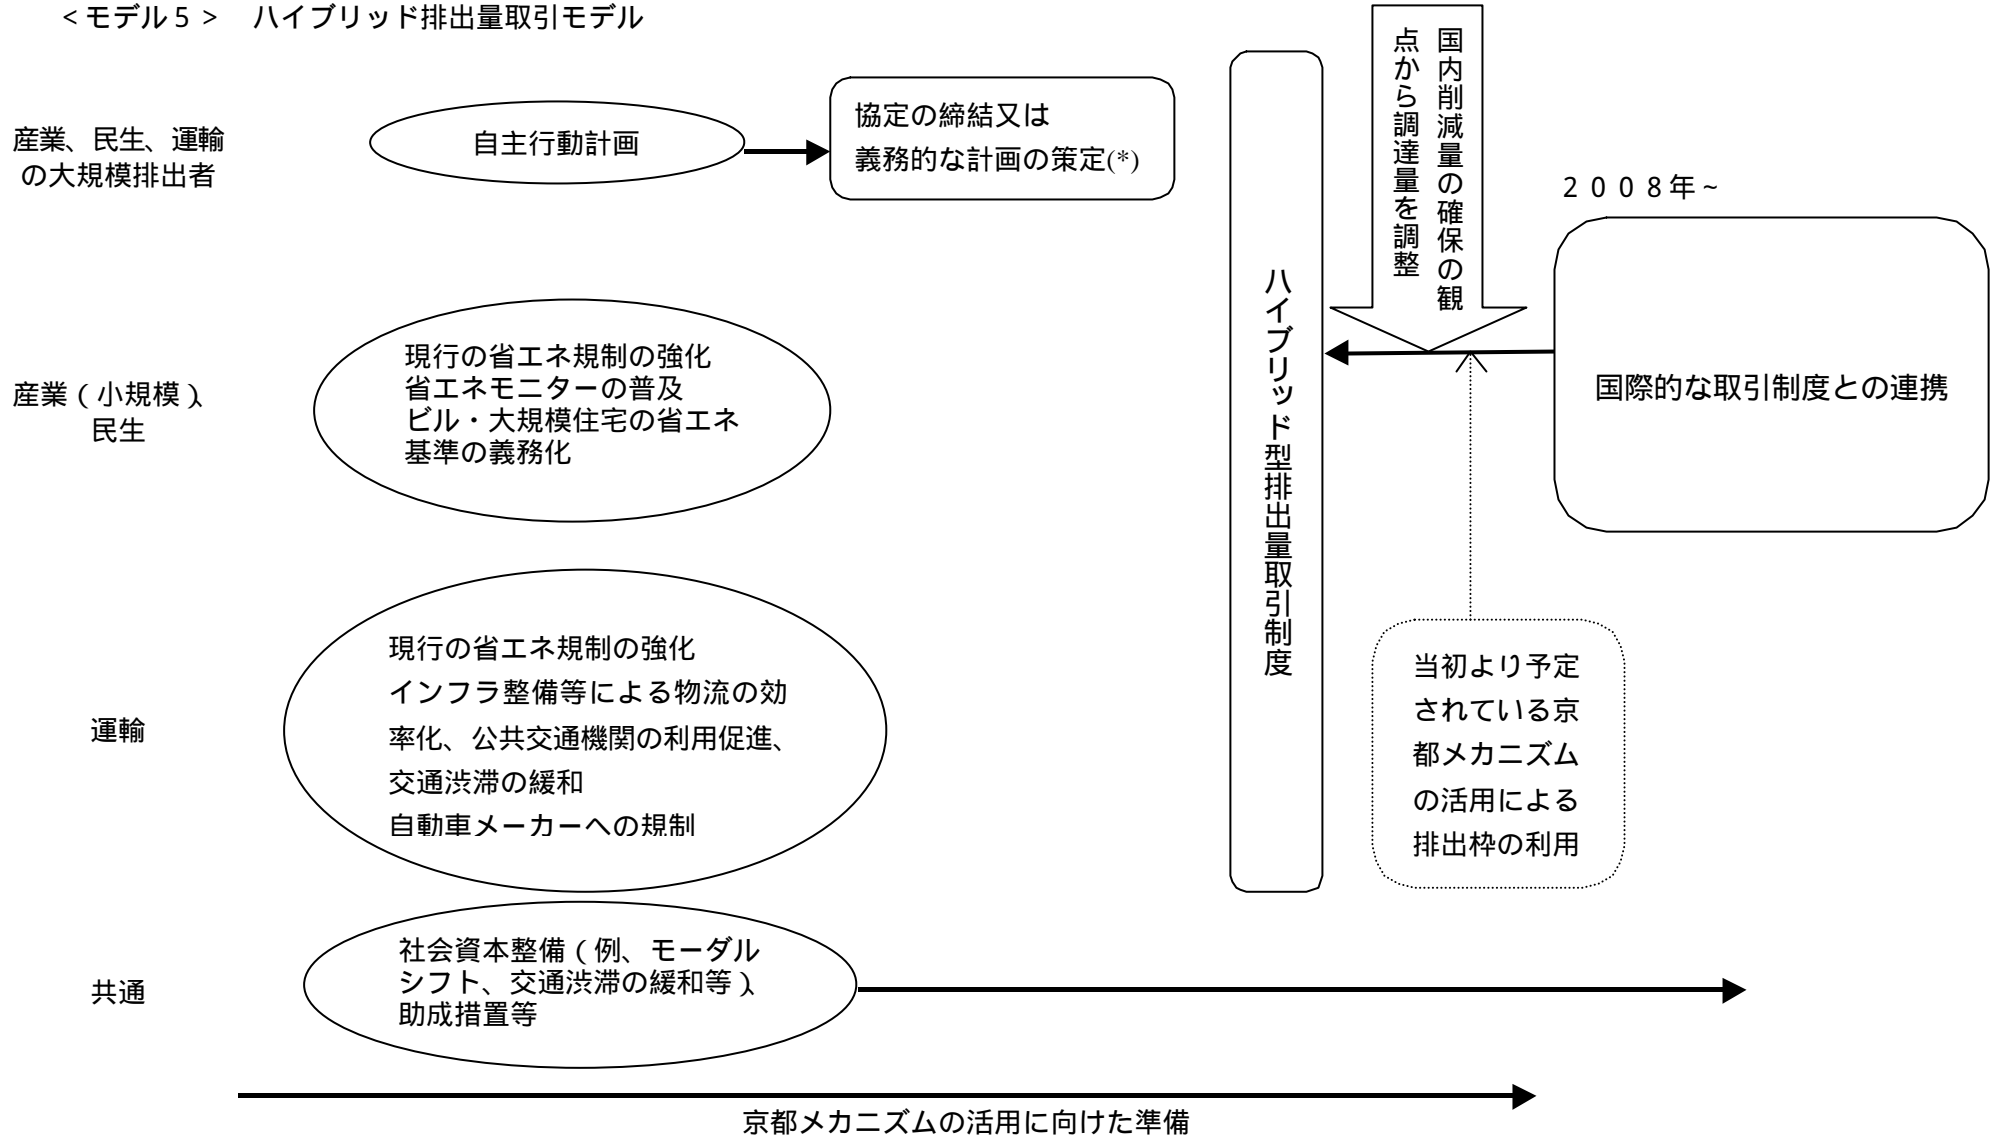 ＜モデル５＞　ハイブリッド排出量取引モデル
産業、民生、運輸
の大規模排出者
自主行動計画
協定の締結又は
義務的な計画の策定(*)
産業（小規模）、
民生
現行の省エネ規制の強化
省エネモニターの普及
ビル・大規模住宅の省エネ
基準の義務化
運輸
現行の省エネ規制の強化
インフラ整備等による物流の効
率化、公共交通機関の利用促進、
交通渋滞の緩和
自動車メーカーへの規制
共通
社会資本整備（例、モーダル
シフト、交通渋滞の緩和等）、
助成措置等
ハイブリッド型排出量取引制度
国内削減量の確保の観
点から調達量を調整
２００８年～
国際的な取引制度との連携
当初より予定
されている京
都メカニズム
の活用による
排出枠の利用
京都メカニズムの活用に向けた準備